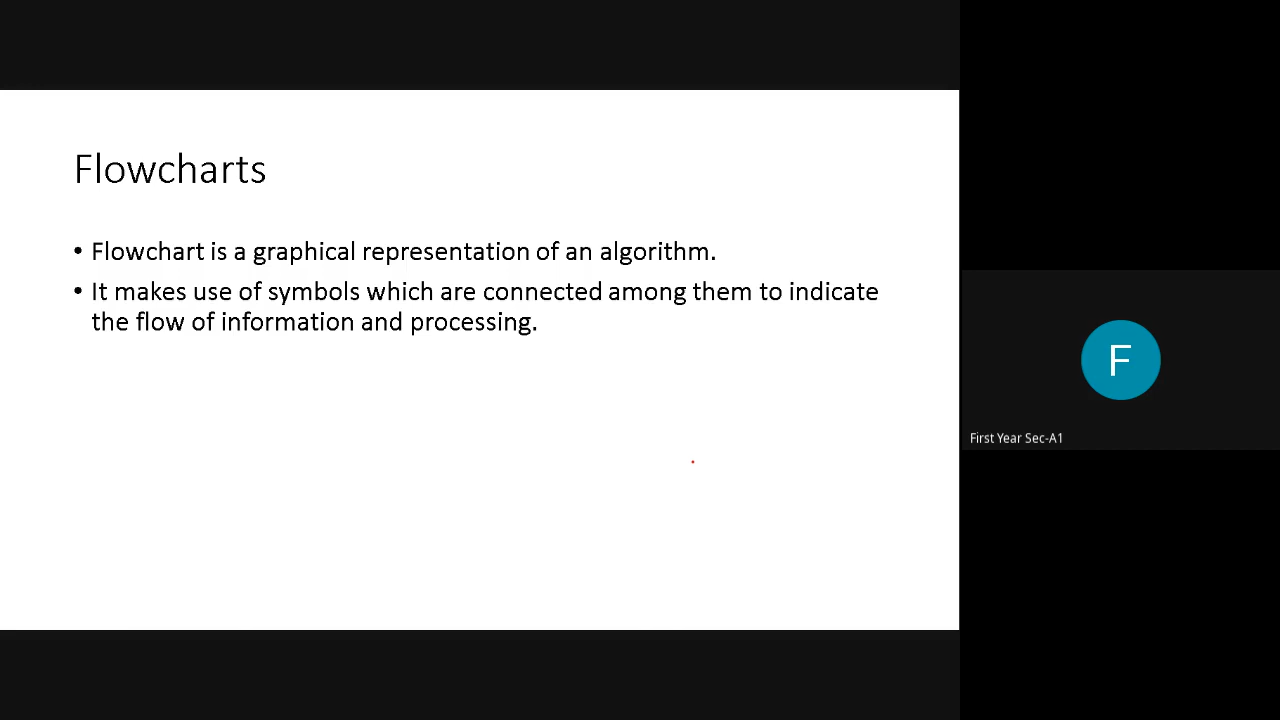 Flowcharts
• Flowchart is a graphical representation of an algorithm.
• It makes use of symbols which are connected among them to indicate
the flow of information and processing.
F
First Year Sec-A1